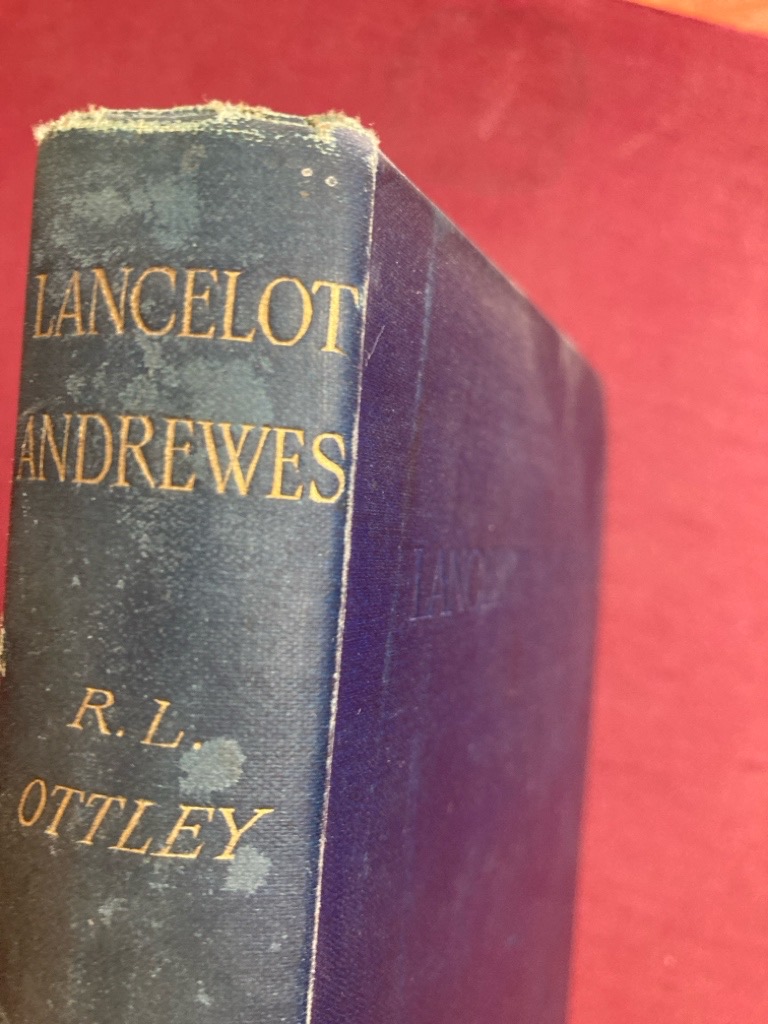 LANCELOT
ANDREWES
R. L.
OTTLEY